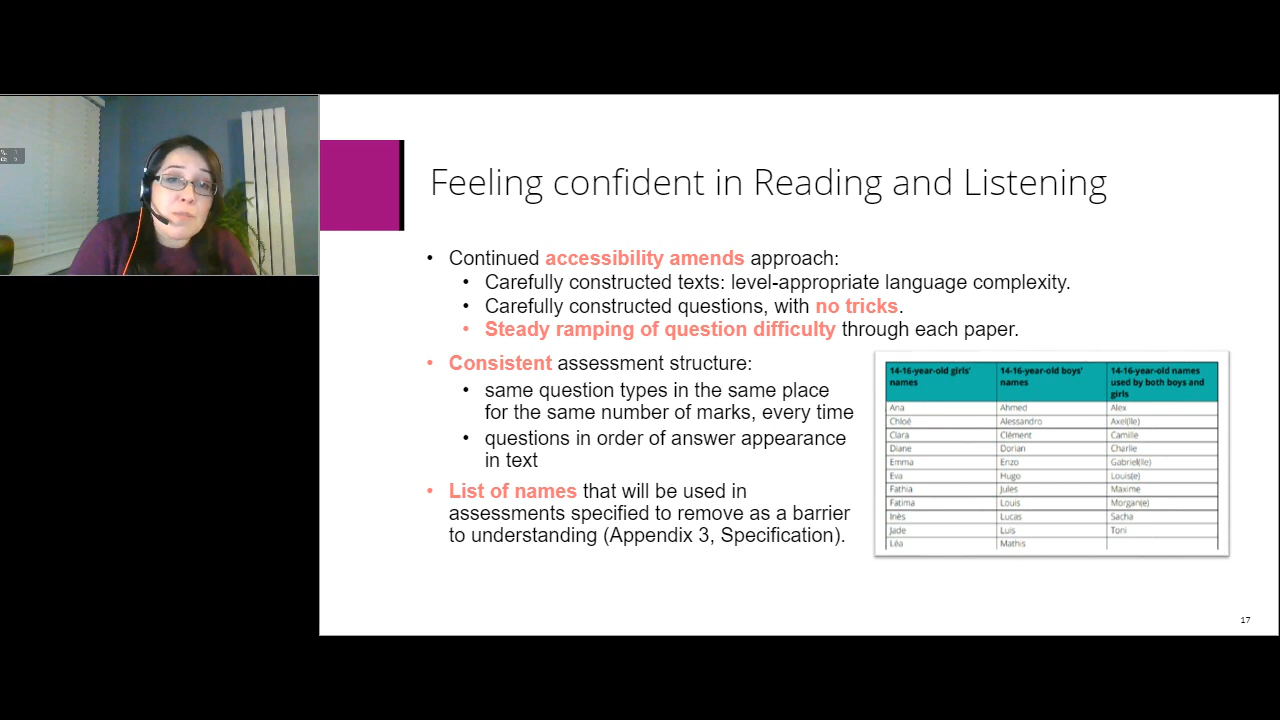 Feeling confident in Reading and Listening
• Continued accessibility amends approach:
• Carefully constructed texts: level-appropriate language complexity.
• Carefully constructed questions, with no tricks.
• Steady ramping of question difficulty through each paper.
• Consistent assessment structure:
• same question types in the same place
for the same number of marks, every time
• questions in order of answer appearance
in text
• List of names that will be used in
assessments specified to remove as a barrier
to understanding (Appendix 3, Specification).
14-16-year-old girls' names 14-16-year-old boys' names 14-16-year-old names used by both boys and girls
Ana Ahmed Alex
Chloé Alessandro Axel(lle)
Clara Clément Camille
Diane Dorian Charlie
Emma Enzo Gabriel(lle)
Eva Hugo Louis(e)
Fathia Jules Maxime
Fatima Louis Morgan(e)
Inès Lucas Sacha
Jade Luis Toni
Léa Mathis
17